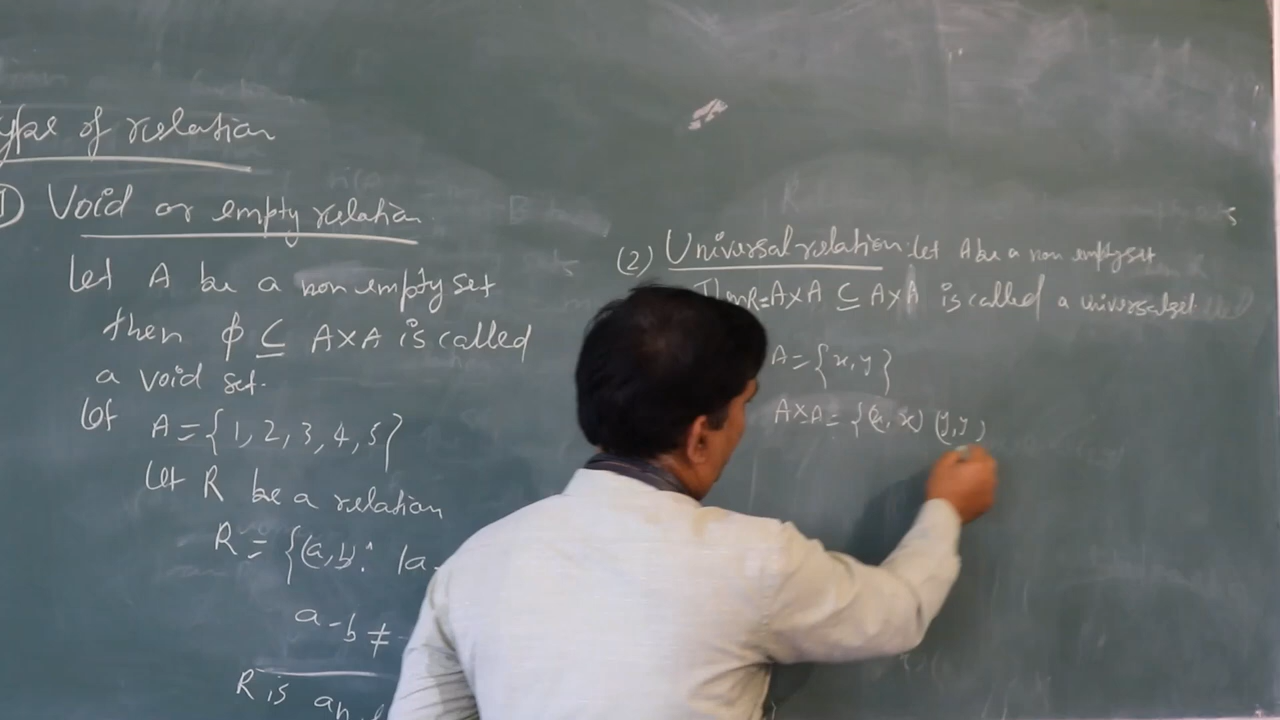 ype of relation
1) Void or empty relation
Let A be a non empty set
then ϕ ⊆ A×A is called
a void set.
Let A = {1, 2, 3, 4, 5}
Let R be a relation
R = {(a, b : |a-
a - b ≠
R is an
(2) Universal relation: let A be a non empty set
Then R = A×A ⊆ A×A is called a universal set
A = {x, y}
A×A = {(x, x) (y, y)